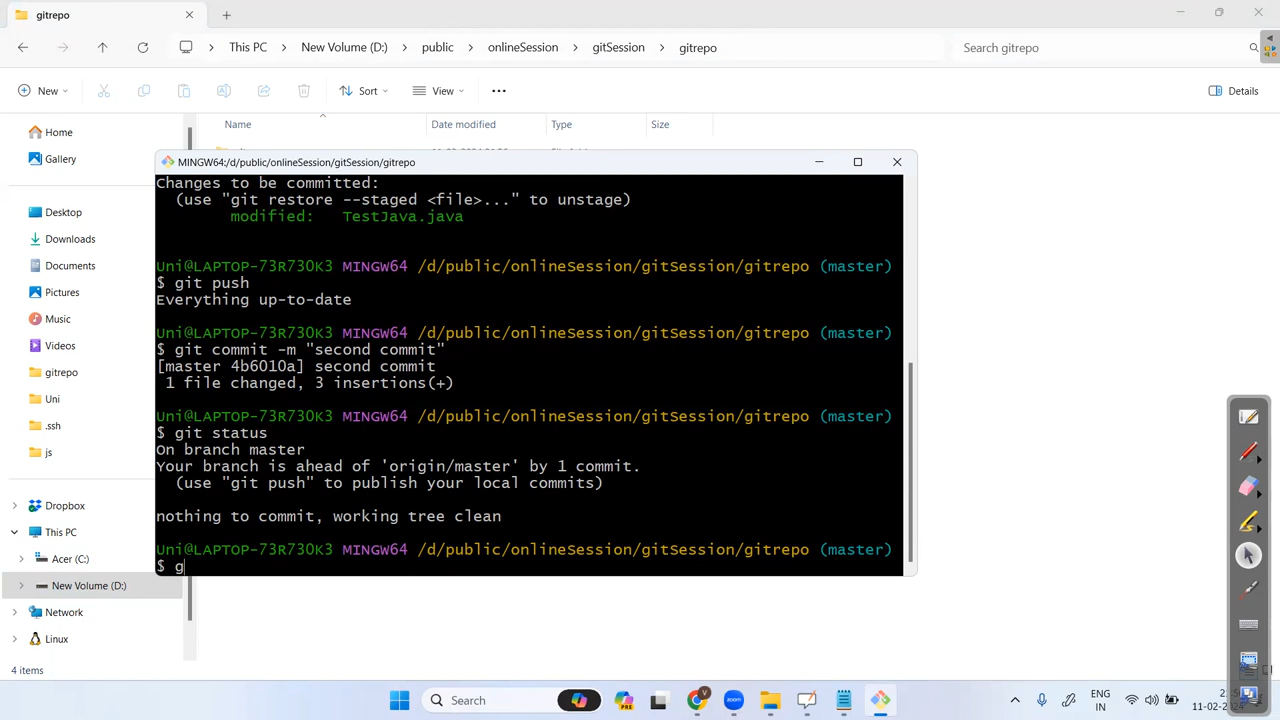 gitrepo
This PC
New Volume (D:)
public
onlineSession
gitSession
gitrepo
Search gitrepo
New
Sort
View
Details
Name
Date modified
Type
Size
Home
Gallery
Desktop
Downloads
Documents
Pictures
Music
Videos
gitrepo
Uni
.ssh
js
Dropbox
This PC
Acer (C:)
New Volume (D:)
Network
Linux
4 items
MINGW64:/d/public/onlineSession/gitSession/gitrepo
Changes to be committed:
(use "git restore --staged <file>..." to unstage)
modified: TestJava.java
Uni@LAPTOP-73R730K3 MINGW64 /d/public/onlineSession/gitSession/gitrepo (master)
$ git push
Everything up-to-date
Uni@LAPTOP-73R730K3 MINGW64 /d/public/onlineSession/gitSession/gitrepo (master)
$ git commit -m "second commit"
[master 4b6010a] second commit
1 file changed, 3 insertions(+)
Uni@LAPTOP-73R730K3 MINGW64 /d/public/onlineSession/gitSession/gitrepo (master)
$ git status
On branch master
Your branch is ahead of 'origin/master' by 1 commit.
(use "git push" to publish your local commits)
nothing to commit, working tree clean
Uni@LAPTOP-73R730K3 MINGW64 /d/public/onlineSession/gitSession/gitrepo (master)
$ g
Search
PRE
V
zoom
ENG
IN